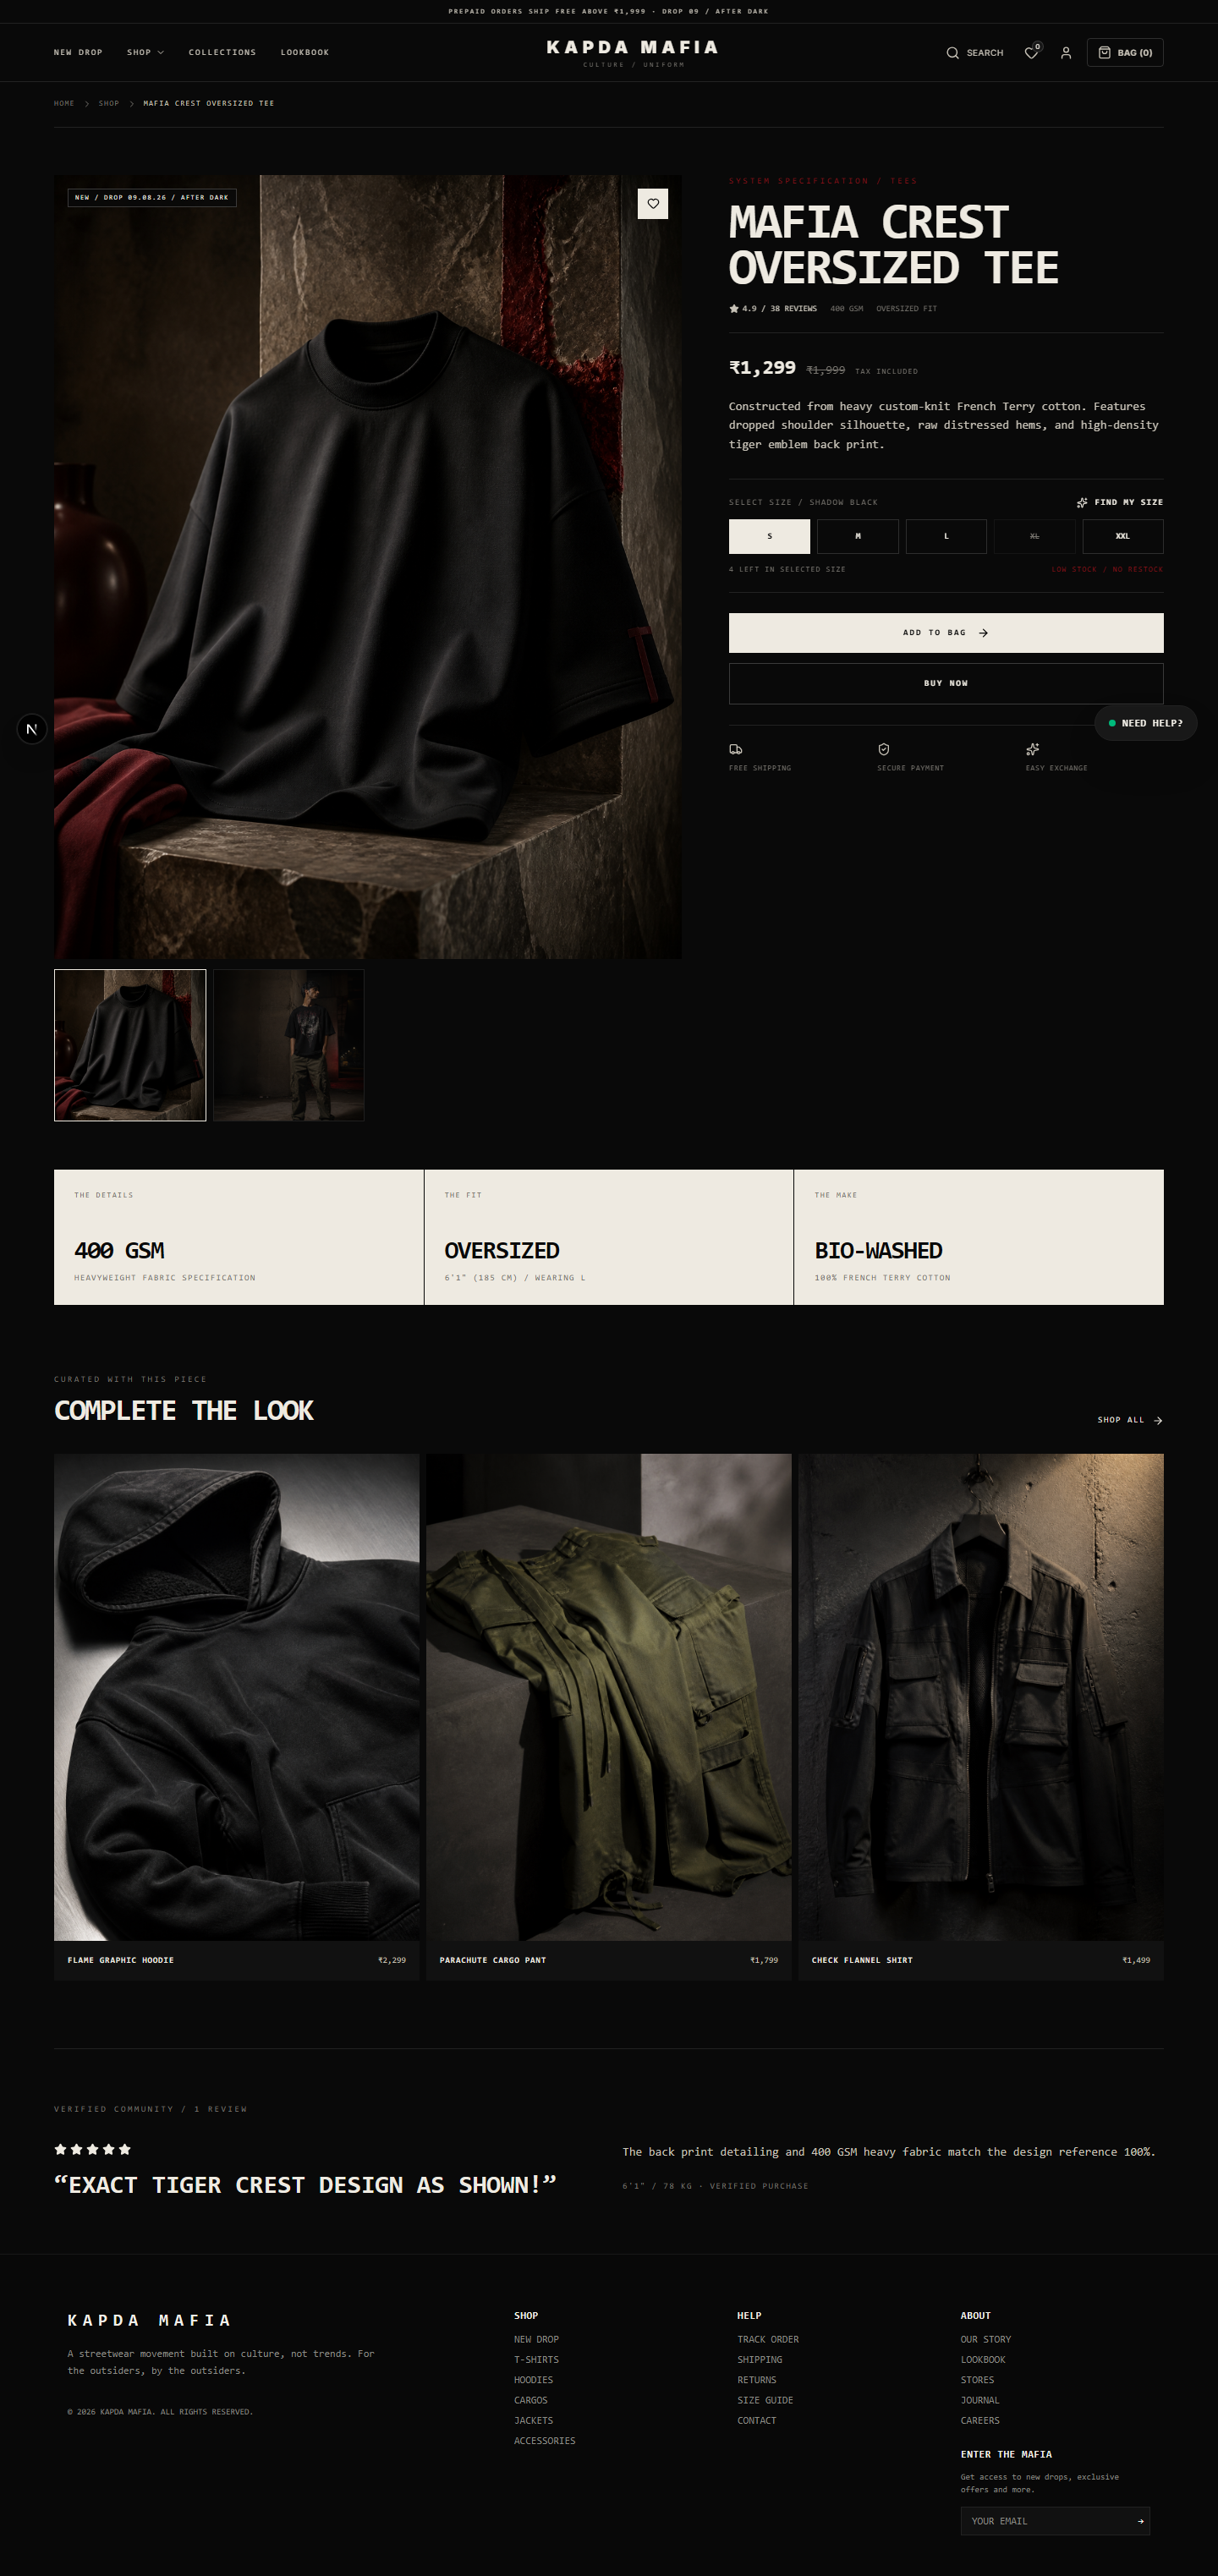 PREPAID ORDERS SHIP FREE ABOVE ₹1,999 · DROP 09 / AFTER DARK
NEW DROP
SHOP
COLLECTIONS
LOOKBOOK
KAPDA MAFIA
CULTURE / UNIFORM
SEARCH
0
BAG (0)
HOME
SHOP
MAFIA CREST OVERSIZED TEE
NEW / DROP 09.08.26 / AFTER DARK
SYSTEM SPECIFICATION / TEES
MAFIA CREST
OVERSIZED TEE
4.9 / 38 REVIEWS
400 GSM
OVERSIZED FIT
₹1,299
₹1,999
TAX INCLUDED
Constructed from heavy custom-knit French Terry cotton. Features
dropped shoulder silhouette, raw distressed hems, and high-density
tiger emblem back print.
SELECT SIZE / SHADOW BLACK
FIND MY SIZE
S
M
L
XL
XXL
4 LEFT IN SELECTED SIZE
LOW STOCK / NO RESTOCK
ADD TO BAG
BUY NOW
N
NEED HELP?
FREE SHIPPING
SECURE PAYMENT
EASY EXCHANGE
THE DETAILS
400 GSM
HEAVYWEIGHT FABRIC SPECIFICATION
THE FIT
OVERSIZED
6'1" (185 CM) / WEARING L
THE MAKE
BIO-WASHED
100% FRENCH TERRY COTTON
CURATED WITH THIS PIECE
COMPLETE THE LOOK
SHOP ALL
FLAME GRAPHIC HOODIE
₹2,299
PARACHUTE CARGO PANT
₹1,799
CHECK FLANNEL SHIRT
₹1,499
VERIFIED COMMUNITY / 1 REVIEW
“EXACT TIGER CREST DESIGN AS SHOWN!”
The back print detailing and 400 GSM heavy fabric match the design reference 100%.
6'1" / 78 KG · VERIFIED PURCHASE
KAPDA MAFIA
A streetwear movement built on culture, not trends. For
the outsiders, by the outsiders.
© 2026 KAPDA MAFIA. ALL RIGHTS RESERVED.
SHOP
NEW DROP
T-SHIRTS
HOODIES
CARGOS
JACKETS
ACCESSORIES
HELP
TRACK ORDER
SHIPPING
RETURNS
SIZE GUIDE
CONTACT
ABOUT
OUR STORY
LOOKBOOK
STORES
JOURNAL
CAREERS
ENTER THE MAFIA
Get access to new drops, exclusive
offers and more.
YOUR EMAIL